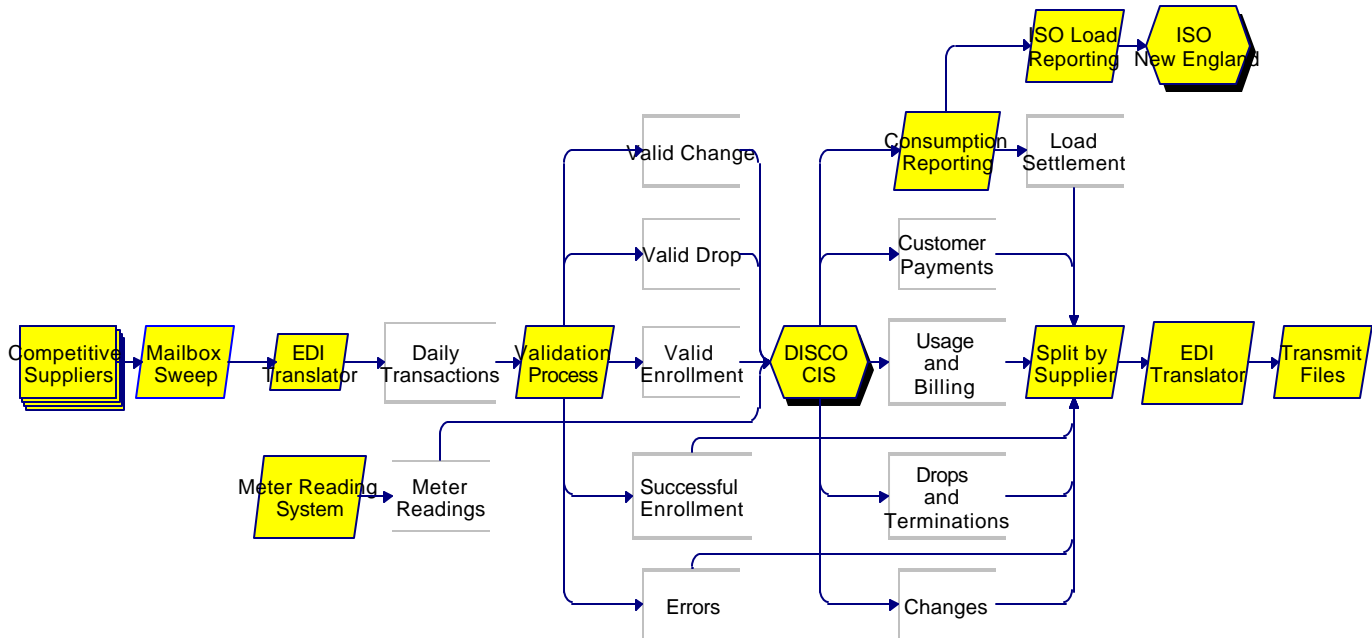 ISO Load
Reporting
ISO
New England
Valid Change
Consumption
Reporting
Load
Settlement
Valid Drop
Customer
Payments
Competitive
Suppliers
Mailbox
Sweep
EDI
Translator
Daily
Transactions
Validation
Process
Valid
Enrollment
DISCO
CIS
Usage
and
Billing
Split by
Supplier
EDI
Translator
Transmit
Files
Meter Reading
System
Meter
Readings
Successful
Enrollment
Drops
and
Terminations
Errors
Changes